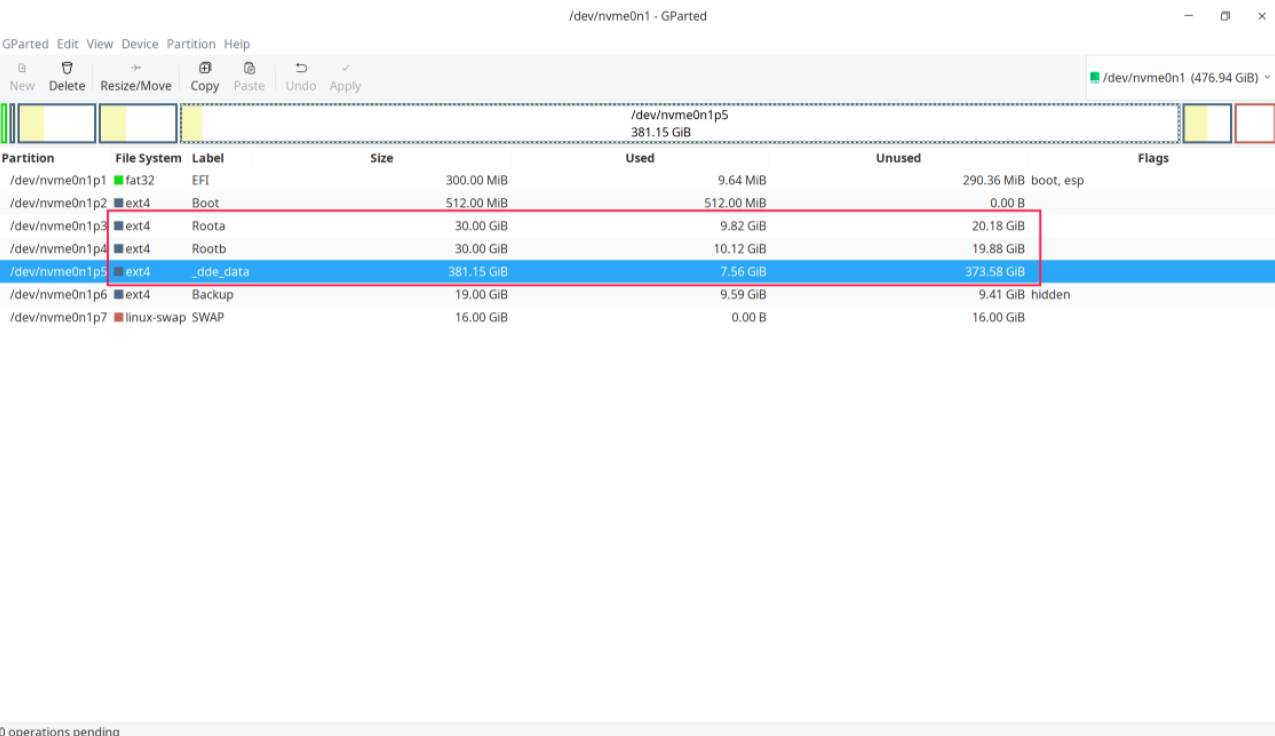 /dev/nvme0n1 - GParted
GParted Edit View Device Partition Help
New Delete Resize/Move Copy Paste Undo Apply
/dev/nvme0n1 (476.94 GiB)
/dev/nvme0n1p5
381.15 GiB
Partition File System Label Size Used Unused Flags
/dev/nvme0n1p1 fat32 EFI 300.00 MiB 9.64 MiB 290.36 MiB boot, esp
/dev/nvme0n1p2 ext4 Boot 512.00 MiB 512.00 MiB 0.00 B
/dev/nvme0n1p3 ext4 Roota 30.00 GiB 9.82 GiB 20.18 GiB
/dev/nvme0n1p4 ext4 Rootb 30.00 GiB 10.12 GiB 19.88 GiB
/dev/nvme0n1p5 ext4 _dde_data 381.15 GiB 7.56 GiB 373.58 GiB
/dev/nvme0n1p6 ext4 Backup 19.00 GiB 9.59 GiB 9.41 GiB hidden
/dev/nvme0n1p7 linux-swap SWAP 16.00 GiB 0.00 B 16.00 GiB
0 operations pending